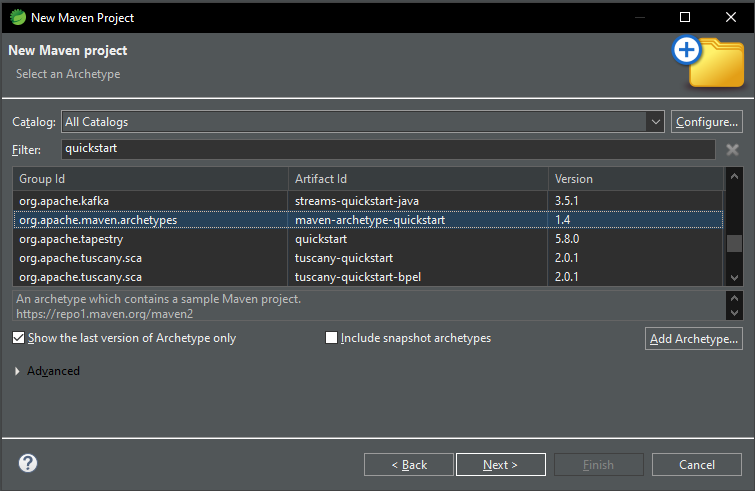 New Maven Project
New Maven project
Select an Archetype
Catalog: All Catalogs Configure...
Filter: quickstart
Group Id Artifact Id Version
org.apache.kafka streams-quickstart-java 3.5.1
org.apache.maven.archetypes maven-archetype-quickstart 1.4
org.apache.tapestry quickstart 5.8.0
org.apache.tuscany.sca tuscany-quickstart 2.0.1
org.apache.tuscany.sca tuscany-quickstart-bpel 2.0.1
An archetype which contains a sample Maven project.
https://repo1.maven.org/maven2
Show the last version of Archetype only Include snapshot archetypes Add Archetype...
Advanced
? < Back Next > Finish Cancel